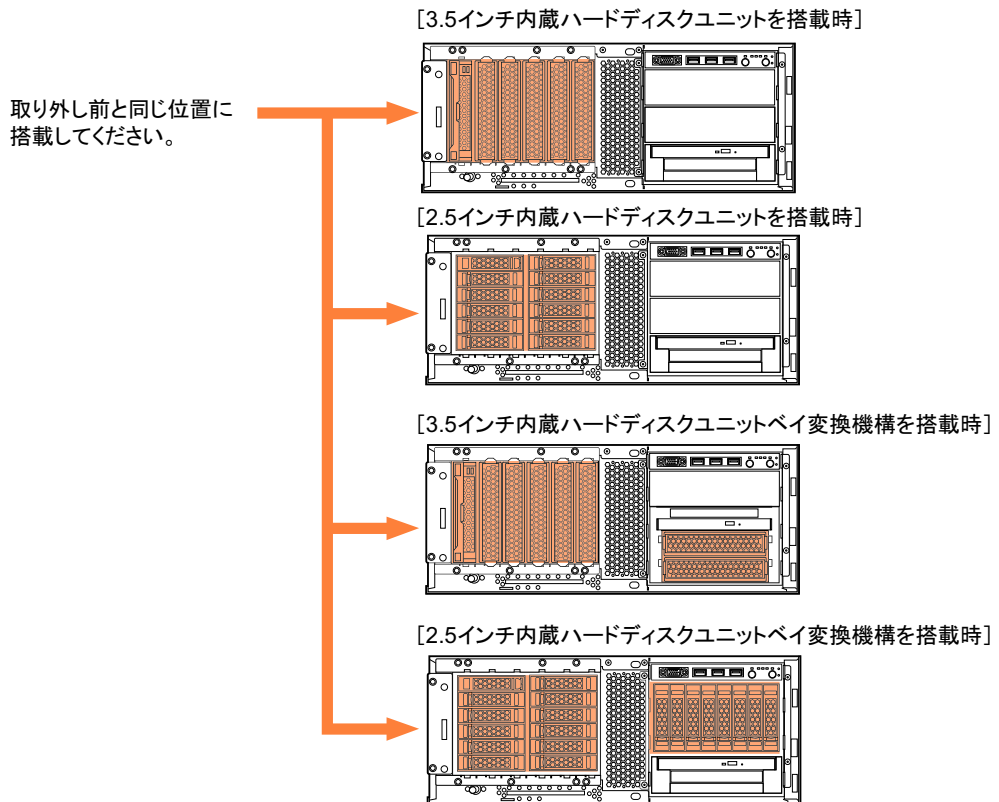 [3.5インチ内蔵ハードディスクユニットを搭載時]
取り外し前と同じ位置に
搭載してください。
[2.5インチ内蔵ハードディスクユニットを搭載時]
[3.5インチ内蔵ハードディスクユニットベイ変換機構を搭載時]
[2.5インチ内蔵ハードディスクユニットベイ変換機構を搭載時]